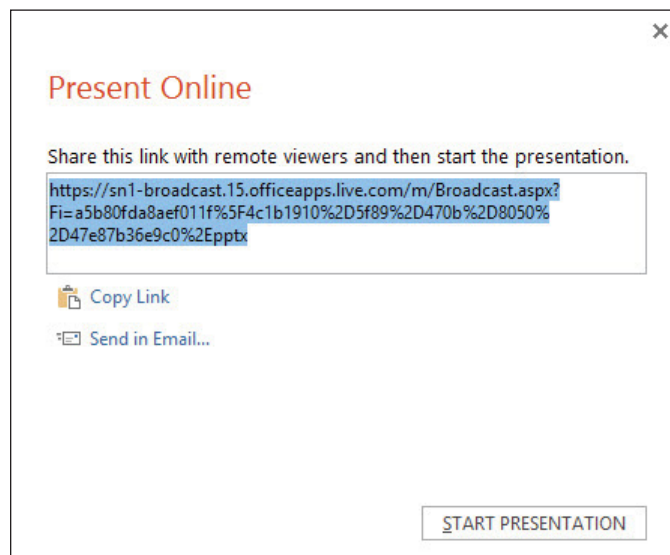 Present Online
Share this link with remote viewers and then start the presentation.
https://sn1-broadcast.15.officeapps.live.com/m/Broadcast.aspx?
Fi=a5b80fda8aef011f%5F4c1b1910%2D5f89%2D470b%2D8050%
2D47e87b36e9c0%2Epptx
Copy Link
Send in Email...
START PRESENTATION